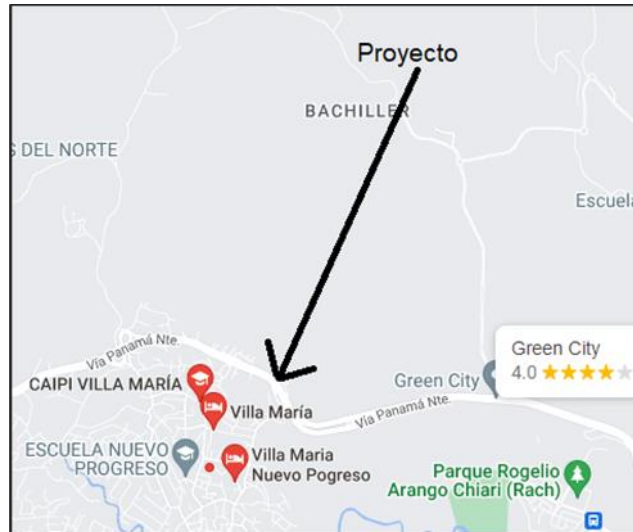 Proyecto
BACHILLER
S DEL NORTE
Escuela
Vía Panamá Nte.
CAIPI VILLA MARÍA
Villa María
ESCUELA NUEVO
PROGRESO
Villa Maria
Nuevo Pogreso
Green City
Green City
4.0
Vía Panamá Nte.
Parque Rogelio
Arango Chiari (Rach)